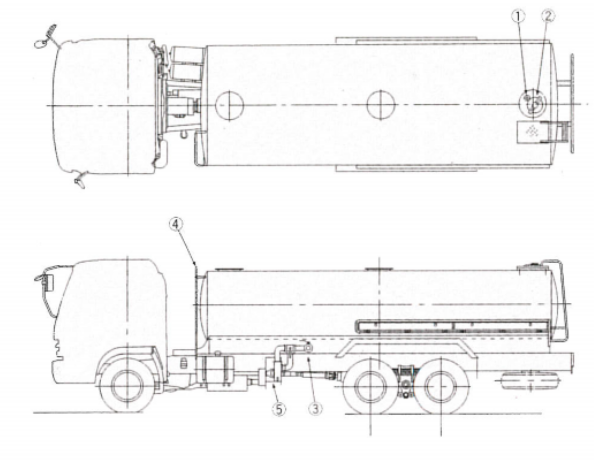 ① ②
④
⑤ ③